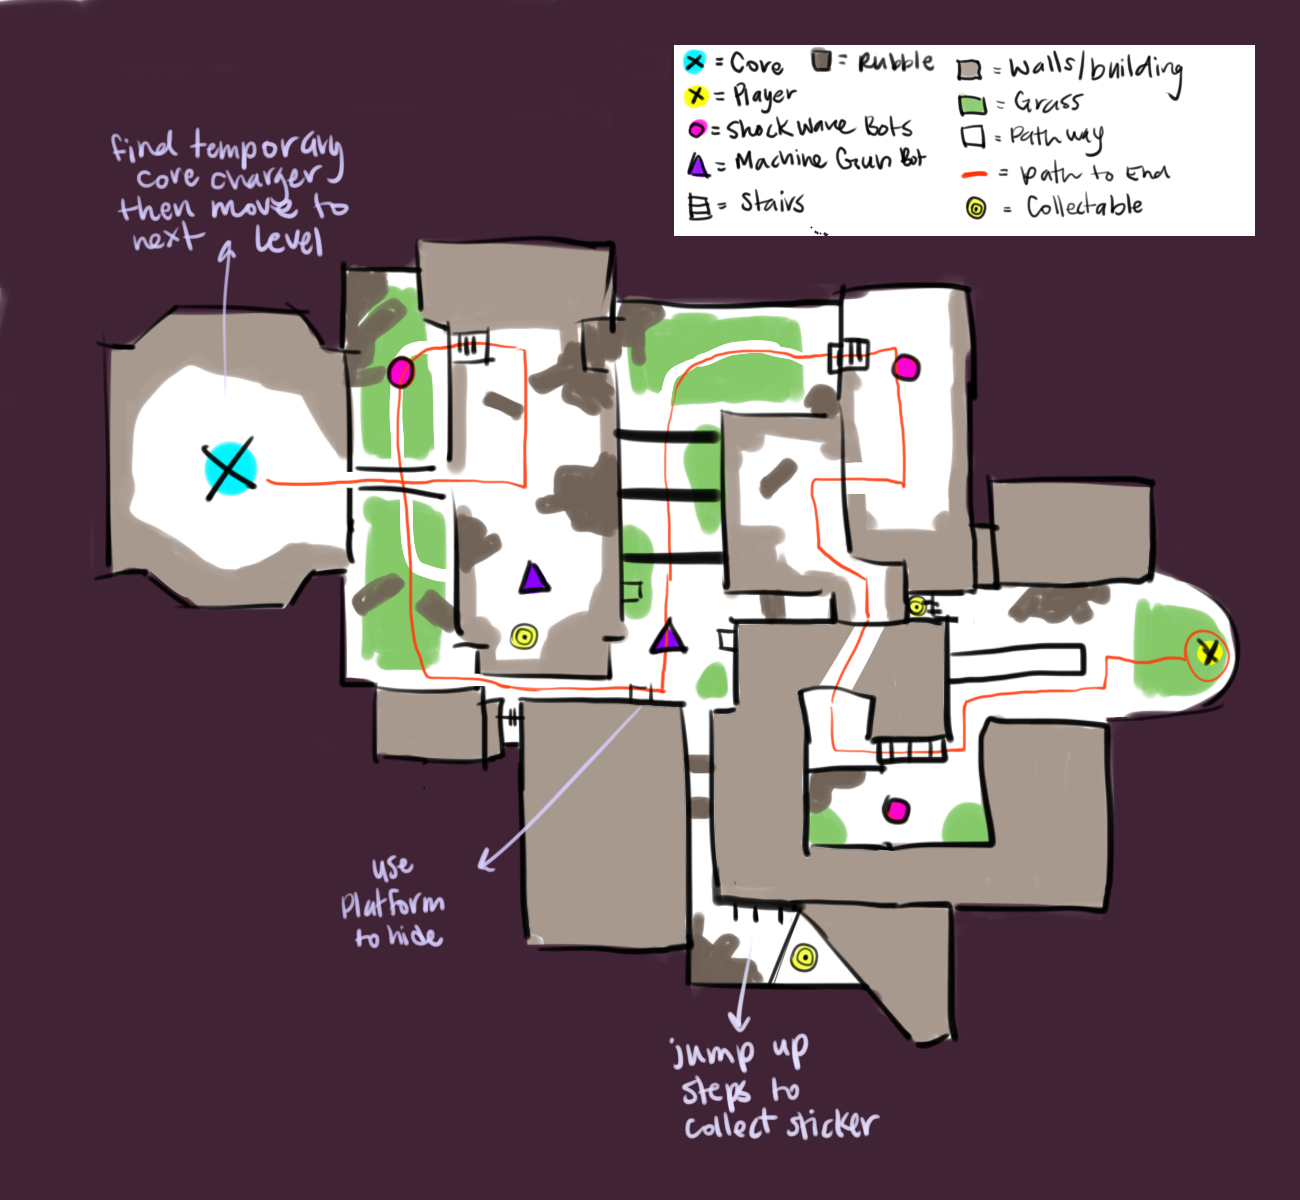 = Core
= Rubble
= Walls/building
= Player
= Grass
= Shock wave Bots
= Pathway
= Machine Gun Bot
= path to End
= Stairs
= Collectable
find temporary
core charger
then move to
next level
use
Platform
to hide
jump up
steps to
collect sticker